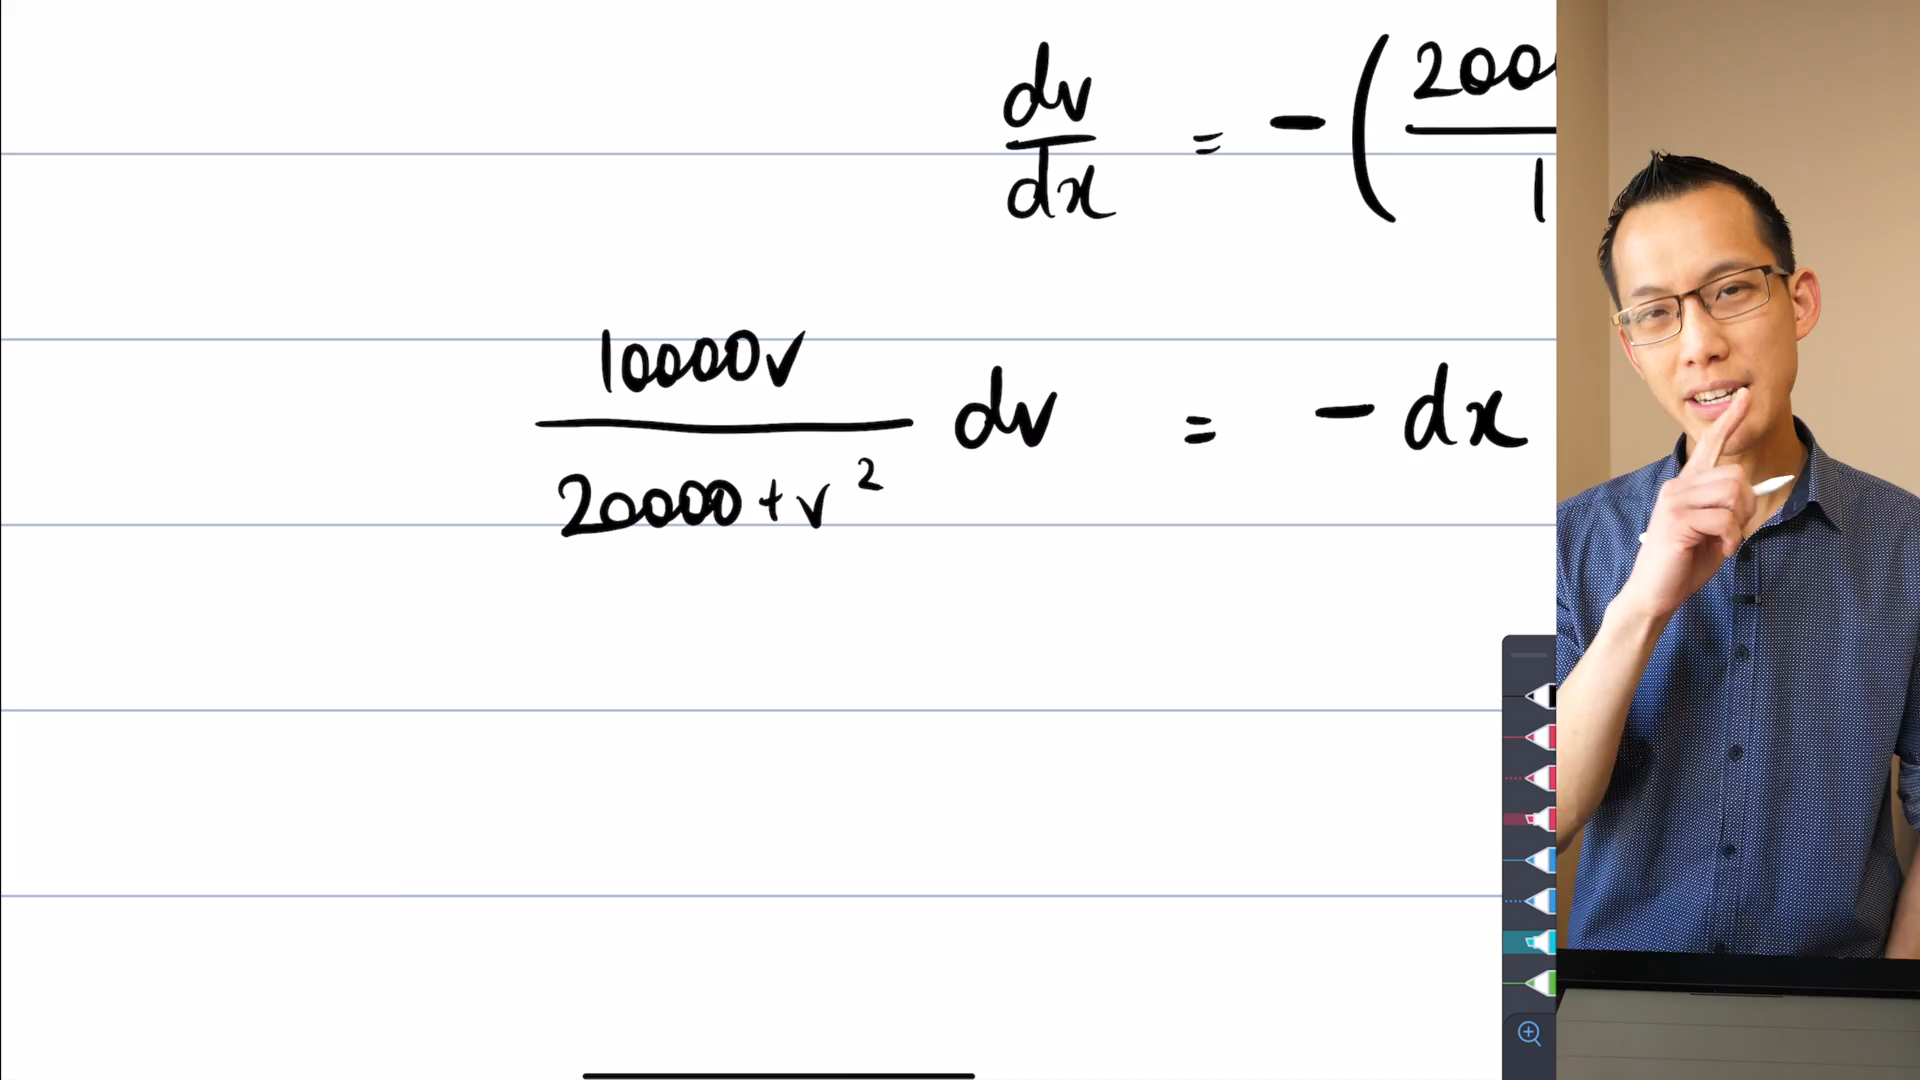 dv/dx = - ( 200
1
10000v/20000+v² dv = - dx